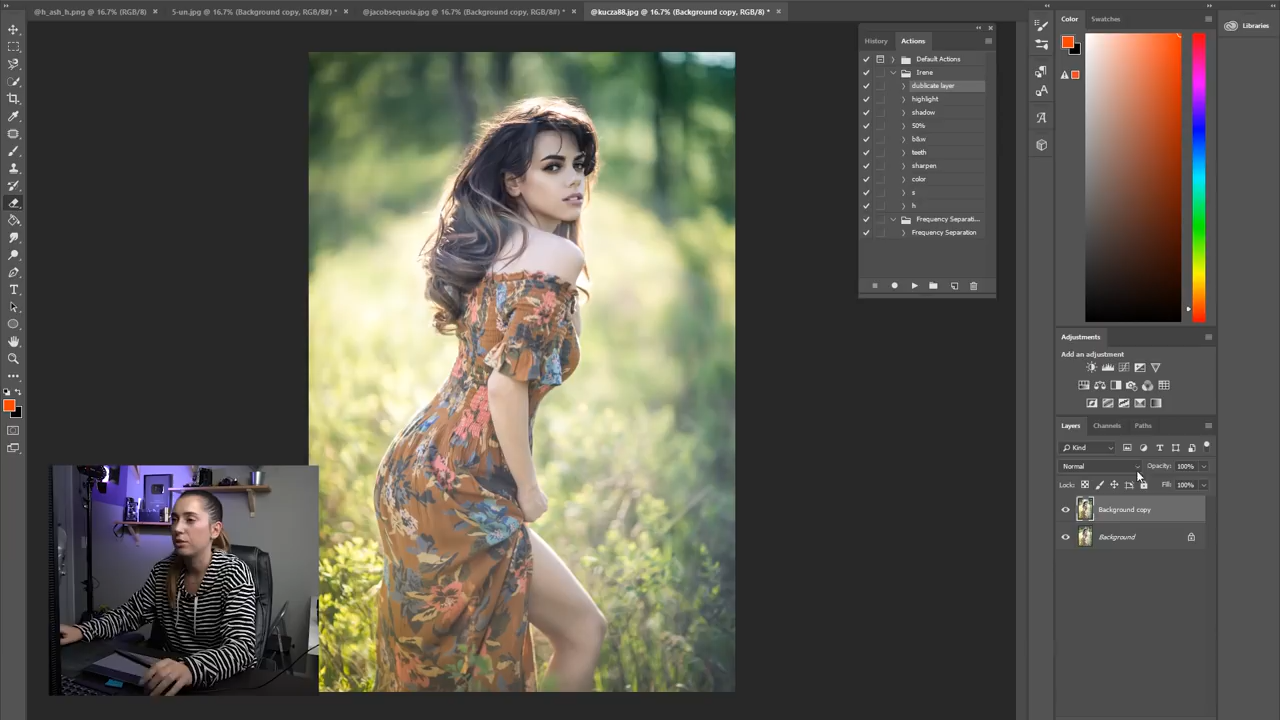 @h_ash_h.png @ 16.7% (RGB/8)
5-un.jpg @ 16.7% (Background copy, RGB/8#) *
@jacobsequoia.jpg @ 16.7% (Background copy, RGB/8#) *
@kucza88.jpg @ 16.7% (Background copy, RGB/8) *
History
Actions
Default Actions
Irene
dublicate layer
highlight
shadow
50%
b&w
teeth
sharpen
color
s
h
Frequency Separati...
Frequency Separation
Color
Swatches
Libraries
Adjustments
Add an adjustment
Layers
Channels
Paths
Kind
Normal
Opacity: 100%
Lock:
Fill: 100%
Background copy
Background